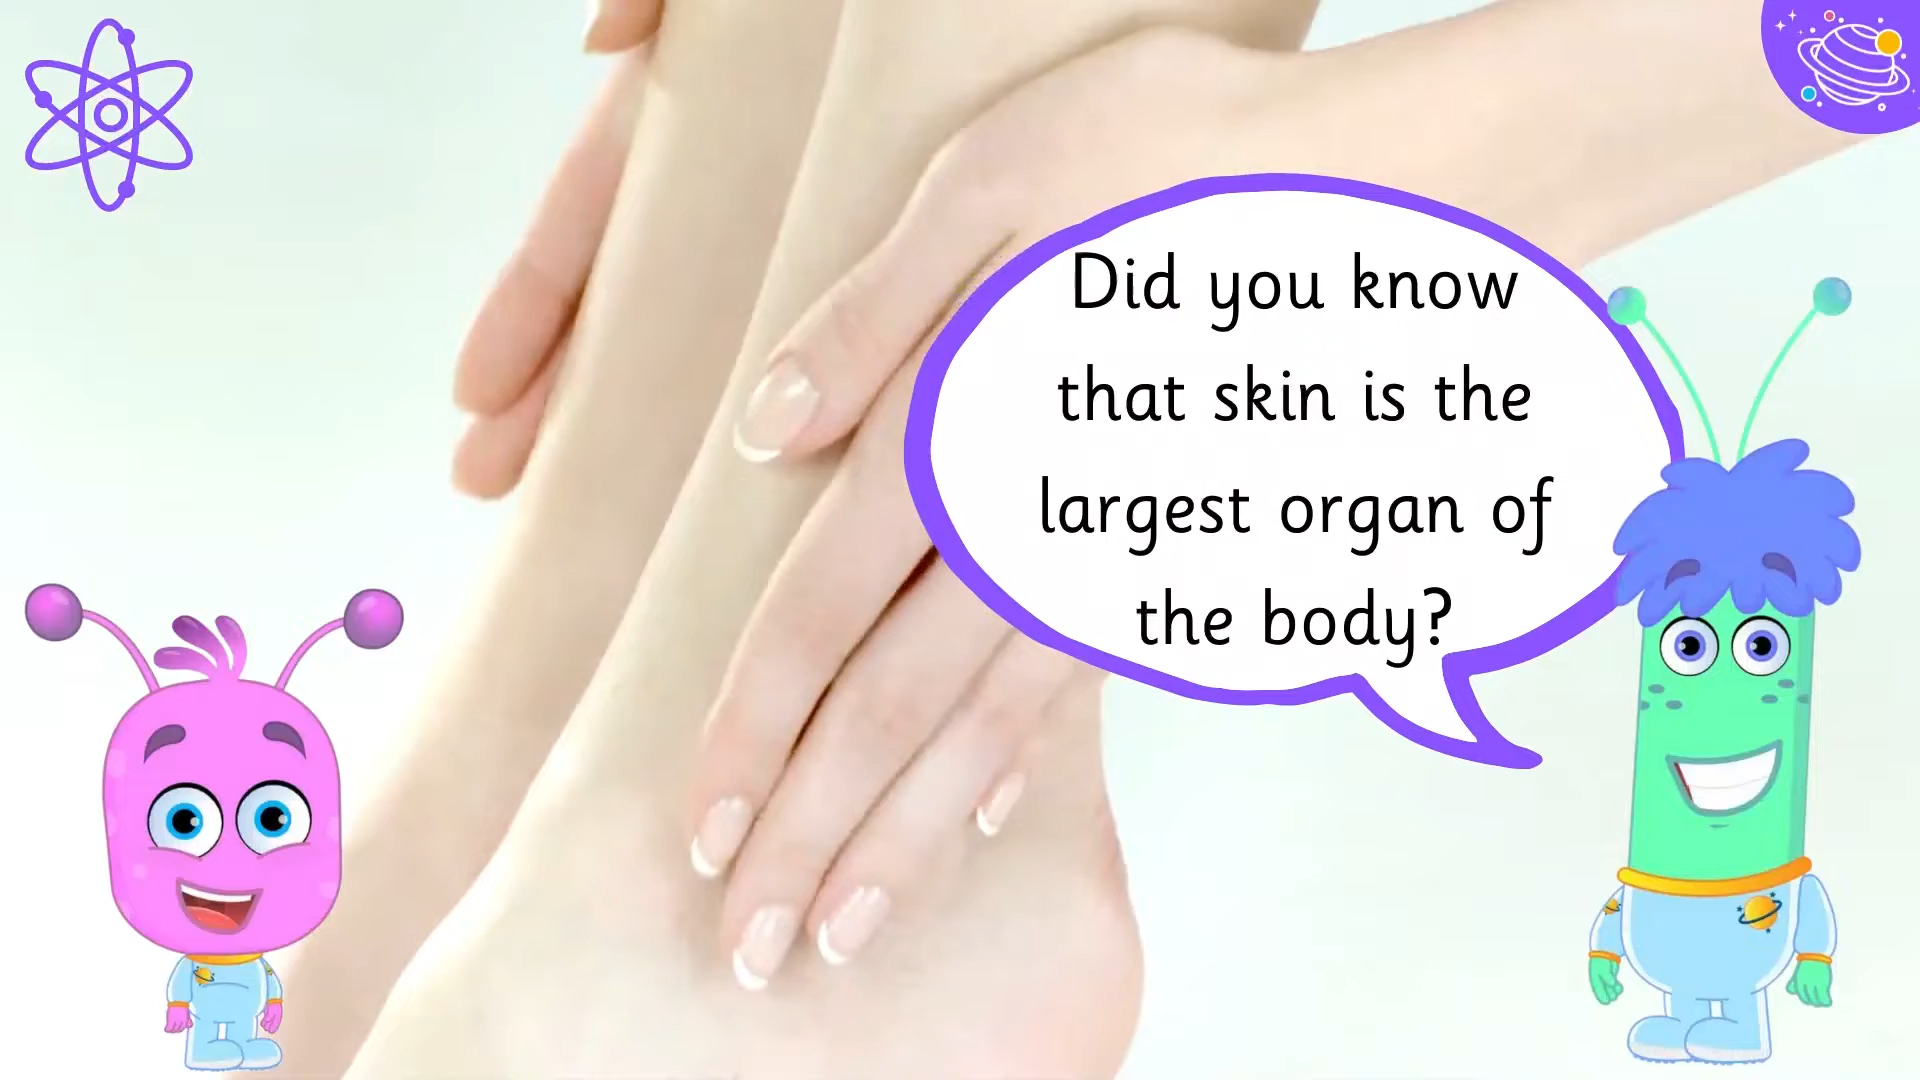 Did you know
that skin is the
largest organ of
the body?